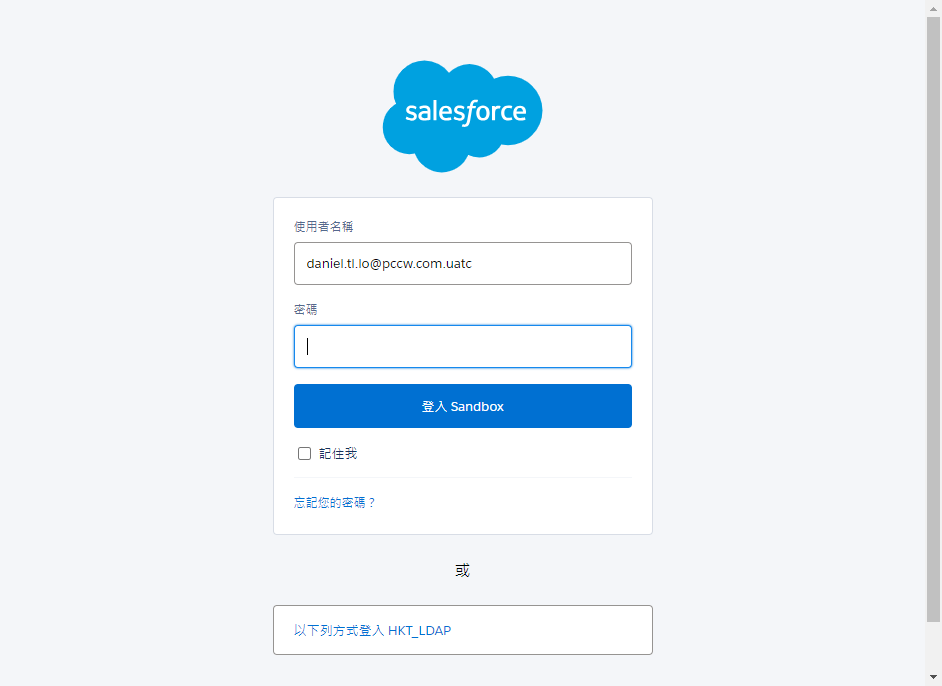 salesforce
使用者名稱
daniel.tl.lo@pccw.com.uatc
密碼
登入 Sandbox
記住我
忘記您的密碼？
或
以下列方式登入 HKT_LDAP